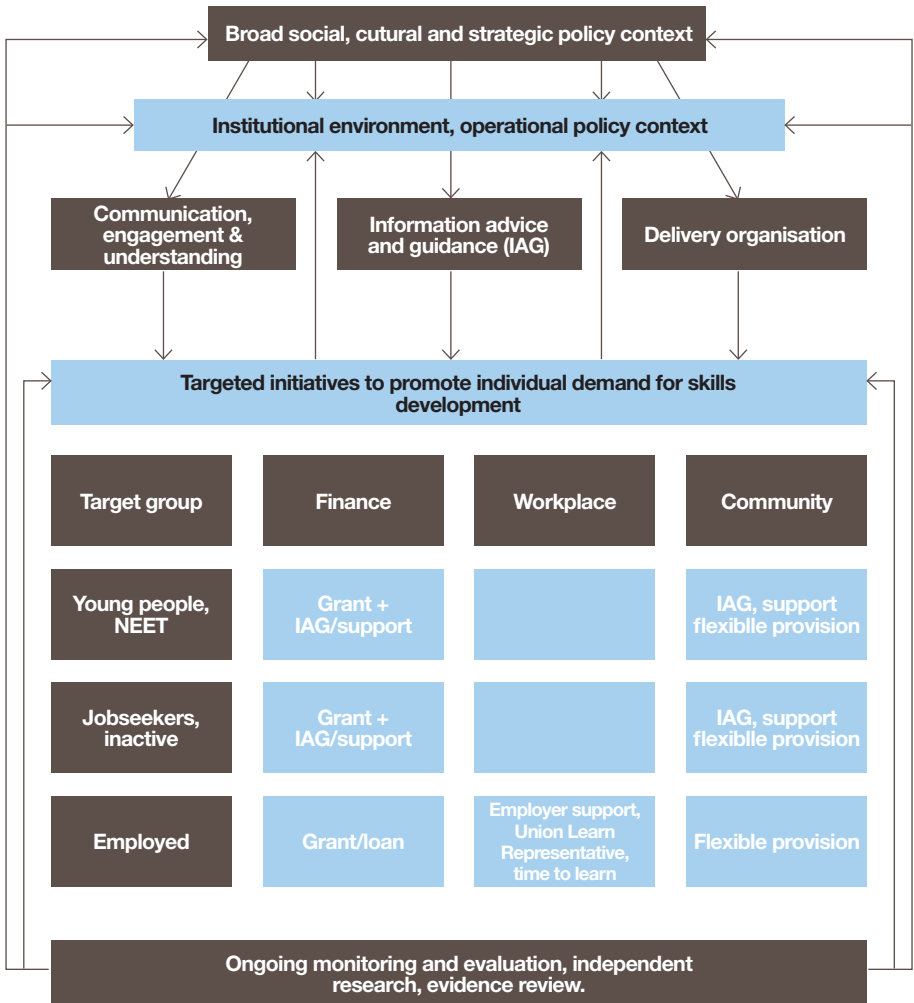 Broad social, cutural and strategic policy context
Institutional environment, operational policy context
Communication,
engagement &
understanding
Information advice
and guidance (IAG)
Delivery organisation
Targeted initiatives to promote individual demand for skills
development
Target group
Finance
Workplace
Community
Young people,
NEET
Grant +
IAG/support
IAG, support
flexiblle provision
Jobseekers,
inactive
Grant +
IAG/support
IAG, support
flexiblle provision
Employed
Grant/loan
Employer support,
Union Learn
Representative,
time to learn
Flexible provision
Ongoing monitoring and evaluation, independent
research, evidence review.